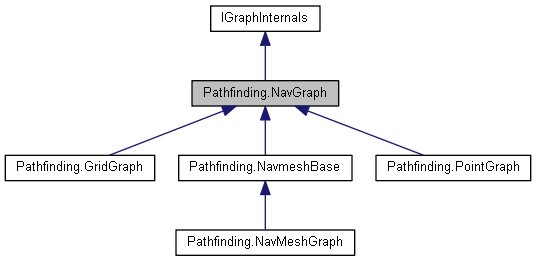 IGraphInternals
Pathfinding.NavGraph
Pathfinding.GridGraph
Pathfinding.NavmeshBase
Pathfinding.PointGraph
Pathfinding.NavMeshGraph